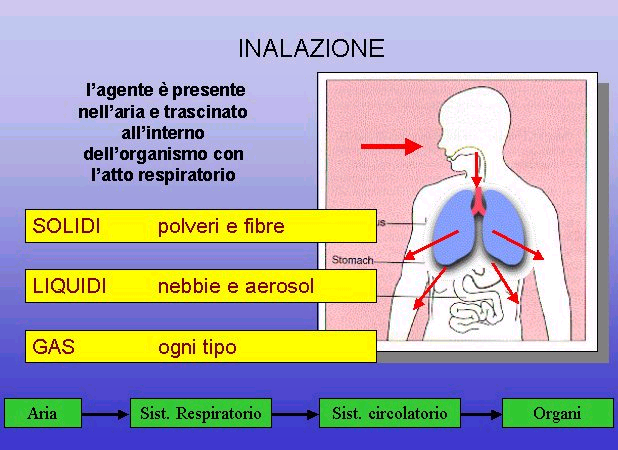 INALAZIONE
l’agente è presente
nell’aria e trascinato
all’interno
dell’organismo con
l’atto respiratorio
SOLIDI polveri e fibre
us
Stomach
LIQUIDI nebbie e aerosol
GAS ogni tipo
Aria Sist. Respiratorio Sist. circolatorio Organi